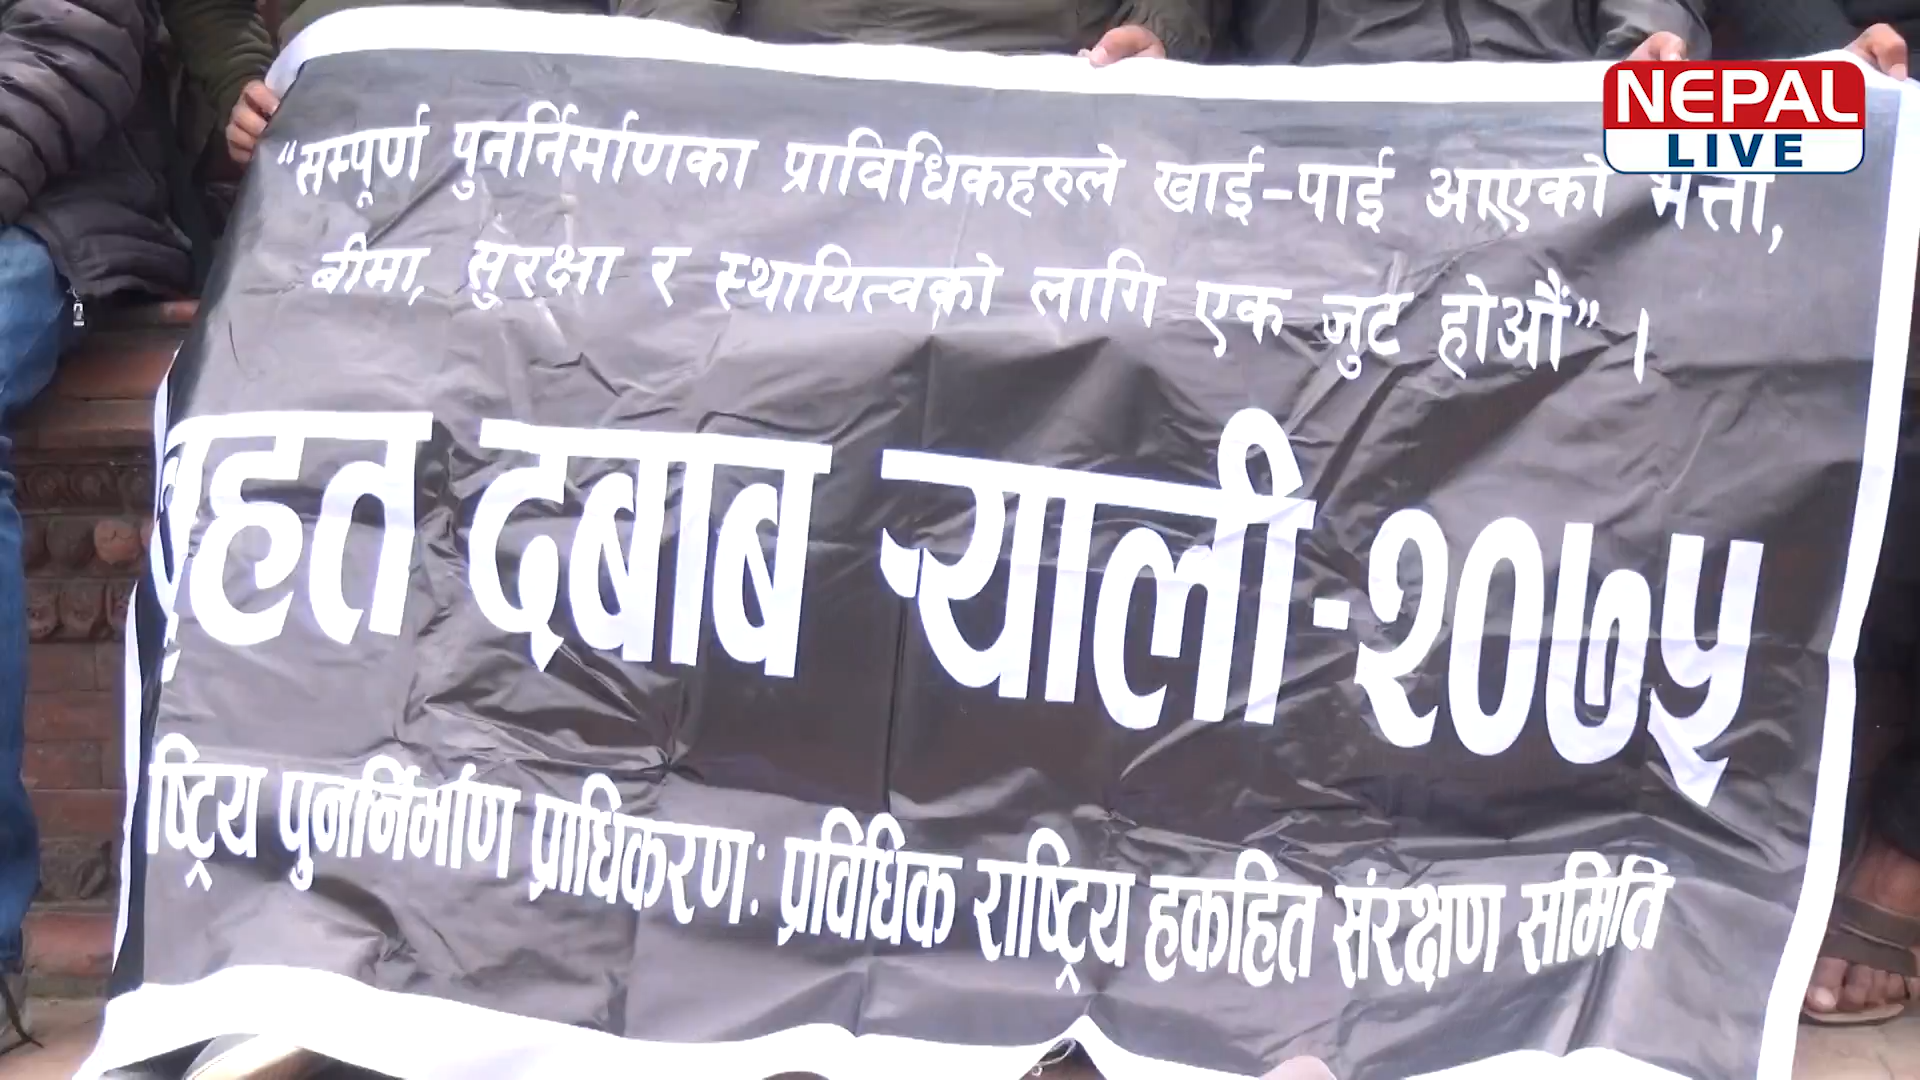 NEPAL
LIVE
“सम्पूर्ण पुनर्निर्माणका प्राविधिकहरुले खाई-पाई आएको भत्ता,
बीमा, सुरक्षा र स्थायित्वको लागि एक जुट होऔं” ।
वृहत दबाब र्‍याली-२०७५
ष्ट्रिय पुनर्निर्माण प्राधिकरण: प्रविधिक राष्ट्रिय हकहित संरक्षण समिति